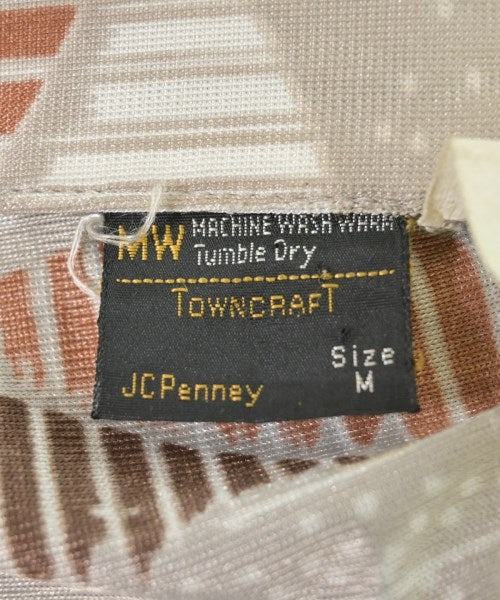 MW MACHINE WASH WARM
Tumble Dry
TOWNCRAFT
Size
JCPenney M